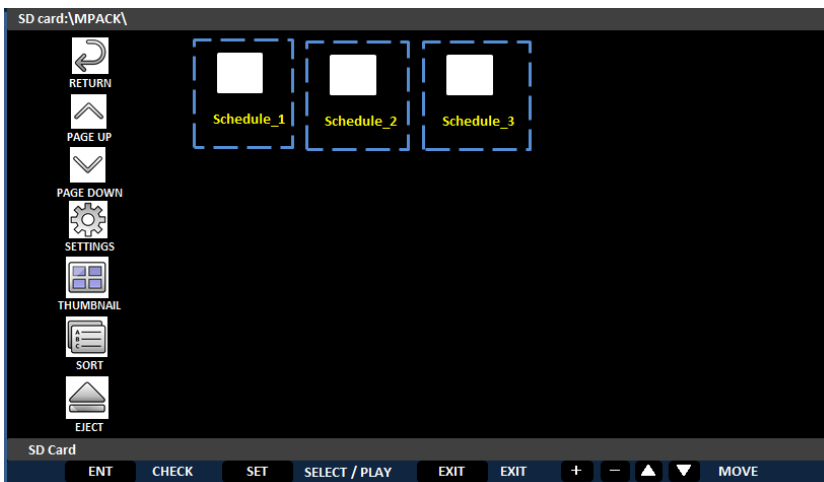 SD card:\MPACK\
RETURN
PAGE UP
PAGE DOWN
SETTINGS
THUMBNAIL
A
B
C
SORT
EJECT
Schedule_1 Schedule_2 Schedule_3
SD Card
ENT CHECK SET SELECT / PLAY EXIT EXIT + - MOVE